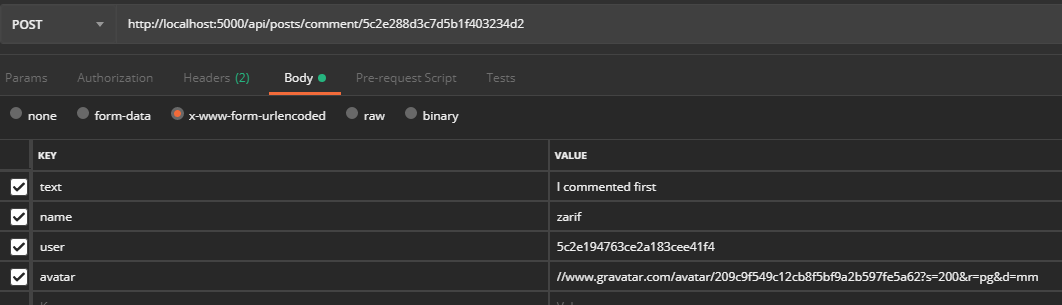 POST http://localhost:5000/api/posts/comment/5c2e288d3c7d5b1f403234d2
Params Authorization Headers (2) Body Pre-request Script Tests
none form-data x-www-form-urlencoded raw binary
KEY VALUE
text I commented first
name zarif
user 5c2e194763ce2a183cee41f4
avatar //www.gravatar.com/avatar/209c9f549c12cb8f5bf9a2b597fe5a62?s=200&r=pg&d=mm